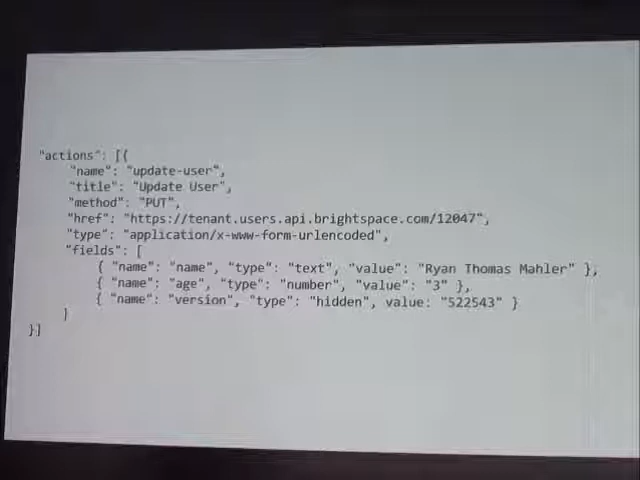 "actions": [{
"name": "update-user",
"title": "Update User",
"method": "PUT",
"href": "https://tenant.users.api.brightspace.com/12047",
"type": "application/x-www-form-urlencoded",
"fields": [
{ "name": "name", "type": "text", "value": "Ryan Thomas Mahler" },
{ "name": "age", "type": "number", "value": "3" },
{ "name": "version", "type": "hidden", value: "522543" }
]
}]